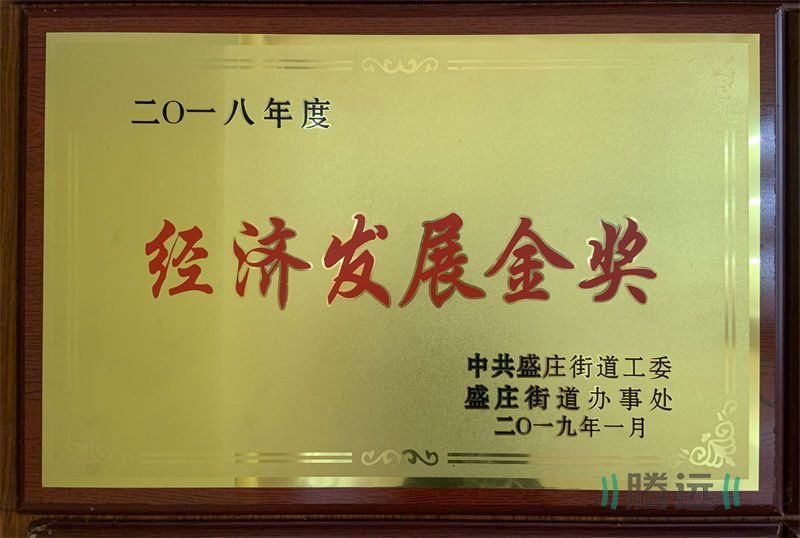 二〇一八年度
经济发展金奖
中共盛庄街道工委
盛庄街道办事处
二〇一九年一月
腾远